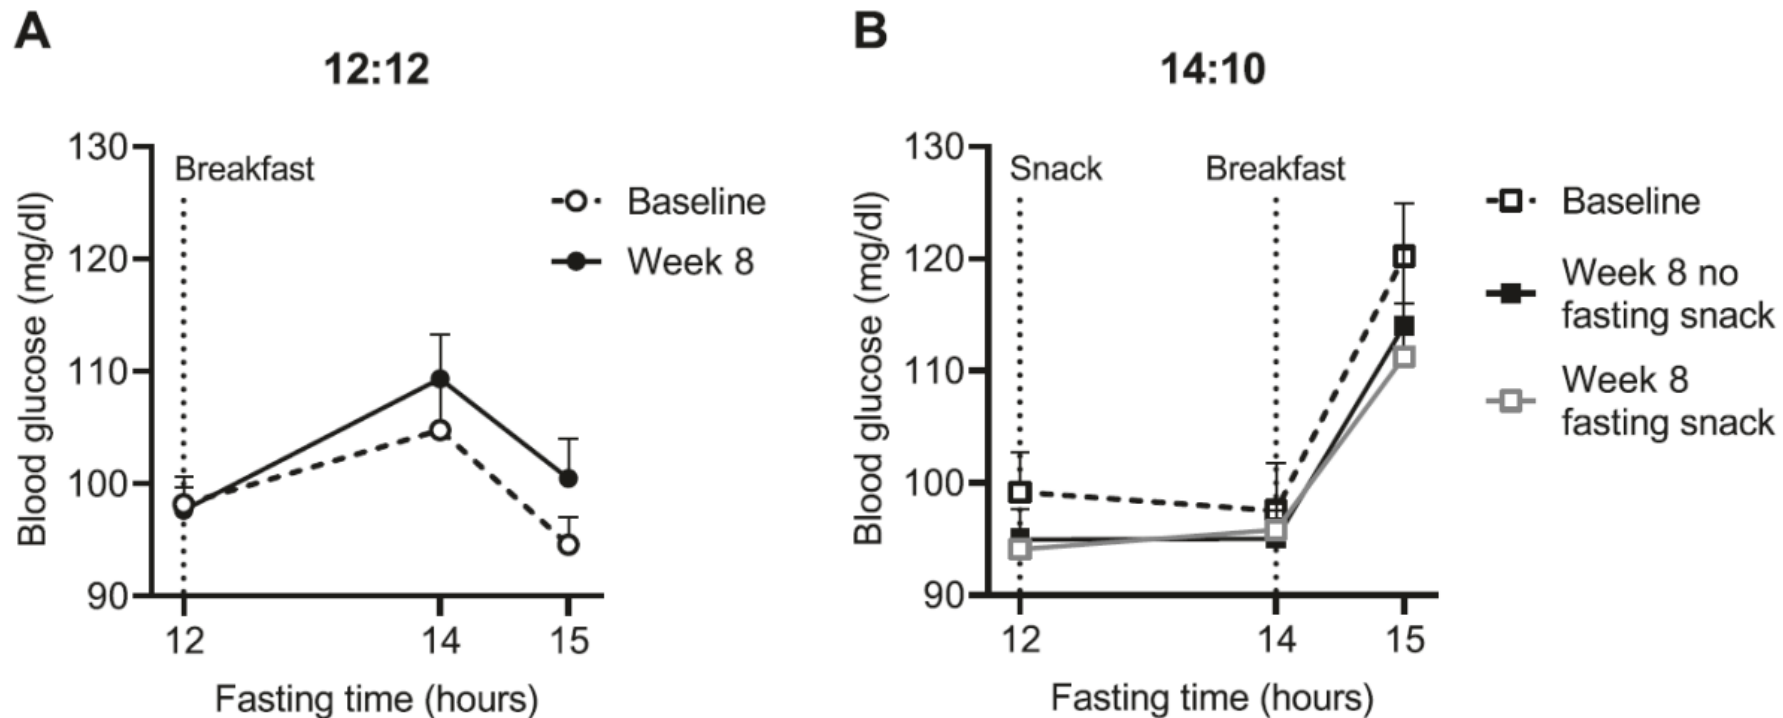 A
12:12
130
120
110
100
90
Blood glucose (mg/dl)
Breakfast
Baseline
Week 8
12
14
15
Fasting time (hours)
B
14:10
130
120
110
100
90
Blood glucose (mg/dl)
Snack
Breakfast
Baseline
Week 8 no
fasting snack
Week 8
fasting snack
12
14
15
Fasting time (hours)